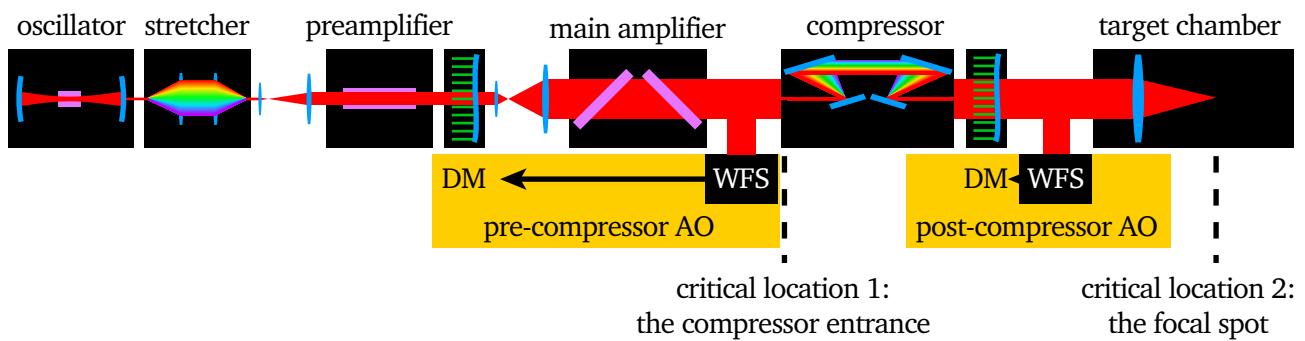 oscillator
stretcher
preamplifier
main amplifier
compressor
target chamber
DM
WFS
pre-compressor AO
DM
WFS
post-compressor AO
critical location 1:
the compressor entrance
critical location 2:
the focal spot